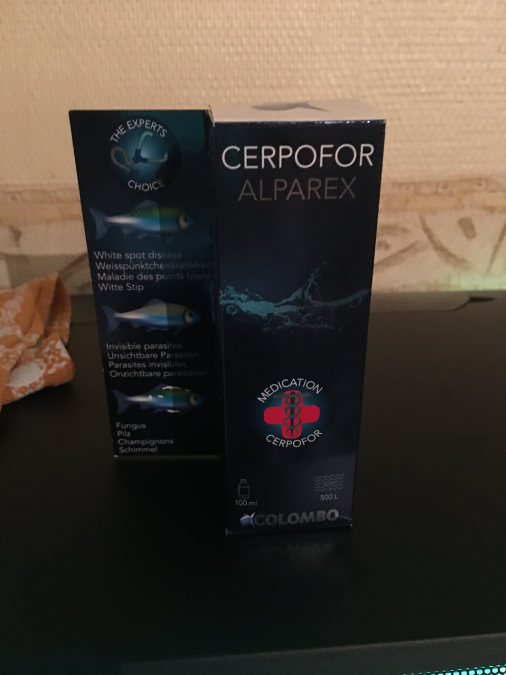 THE EXPERTS
CHOICE
White spot disease
Weisspünktchenkrankheit
Maladie des points blancs
Witte Stip
Invisible parasites
Unsichtbare Parasiten
Parasites invisibles
Onzichtbare parasieten
Fungus
Pilz
Champignons
Schimmel
CERPOFOR
ALPAREX
MEDICATION
CERPOFOR
100 ml
500 L
COLOMBO